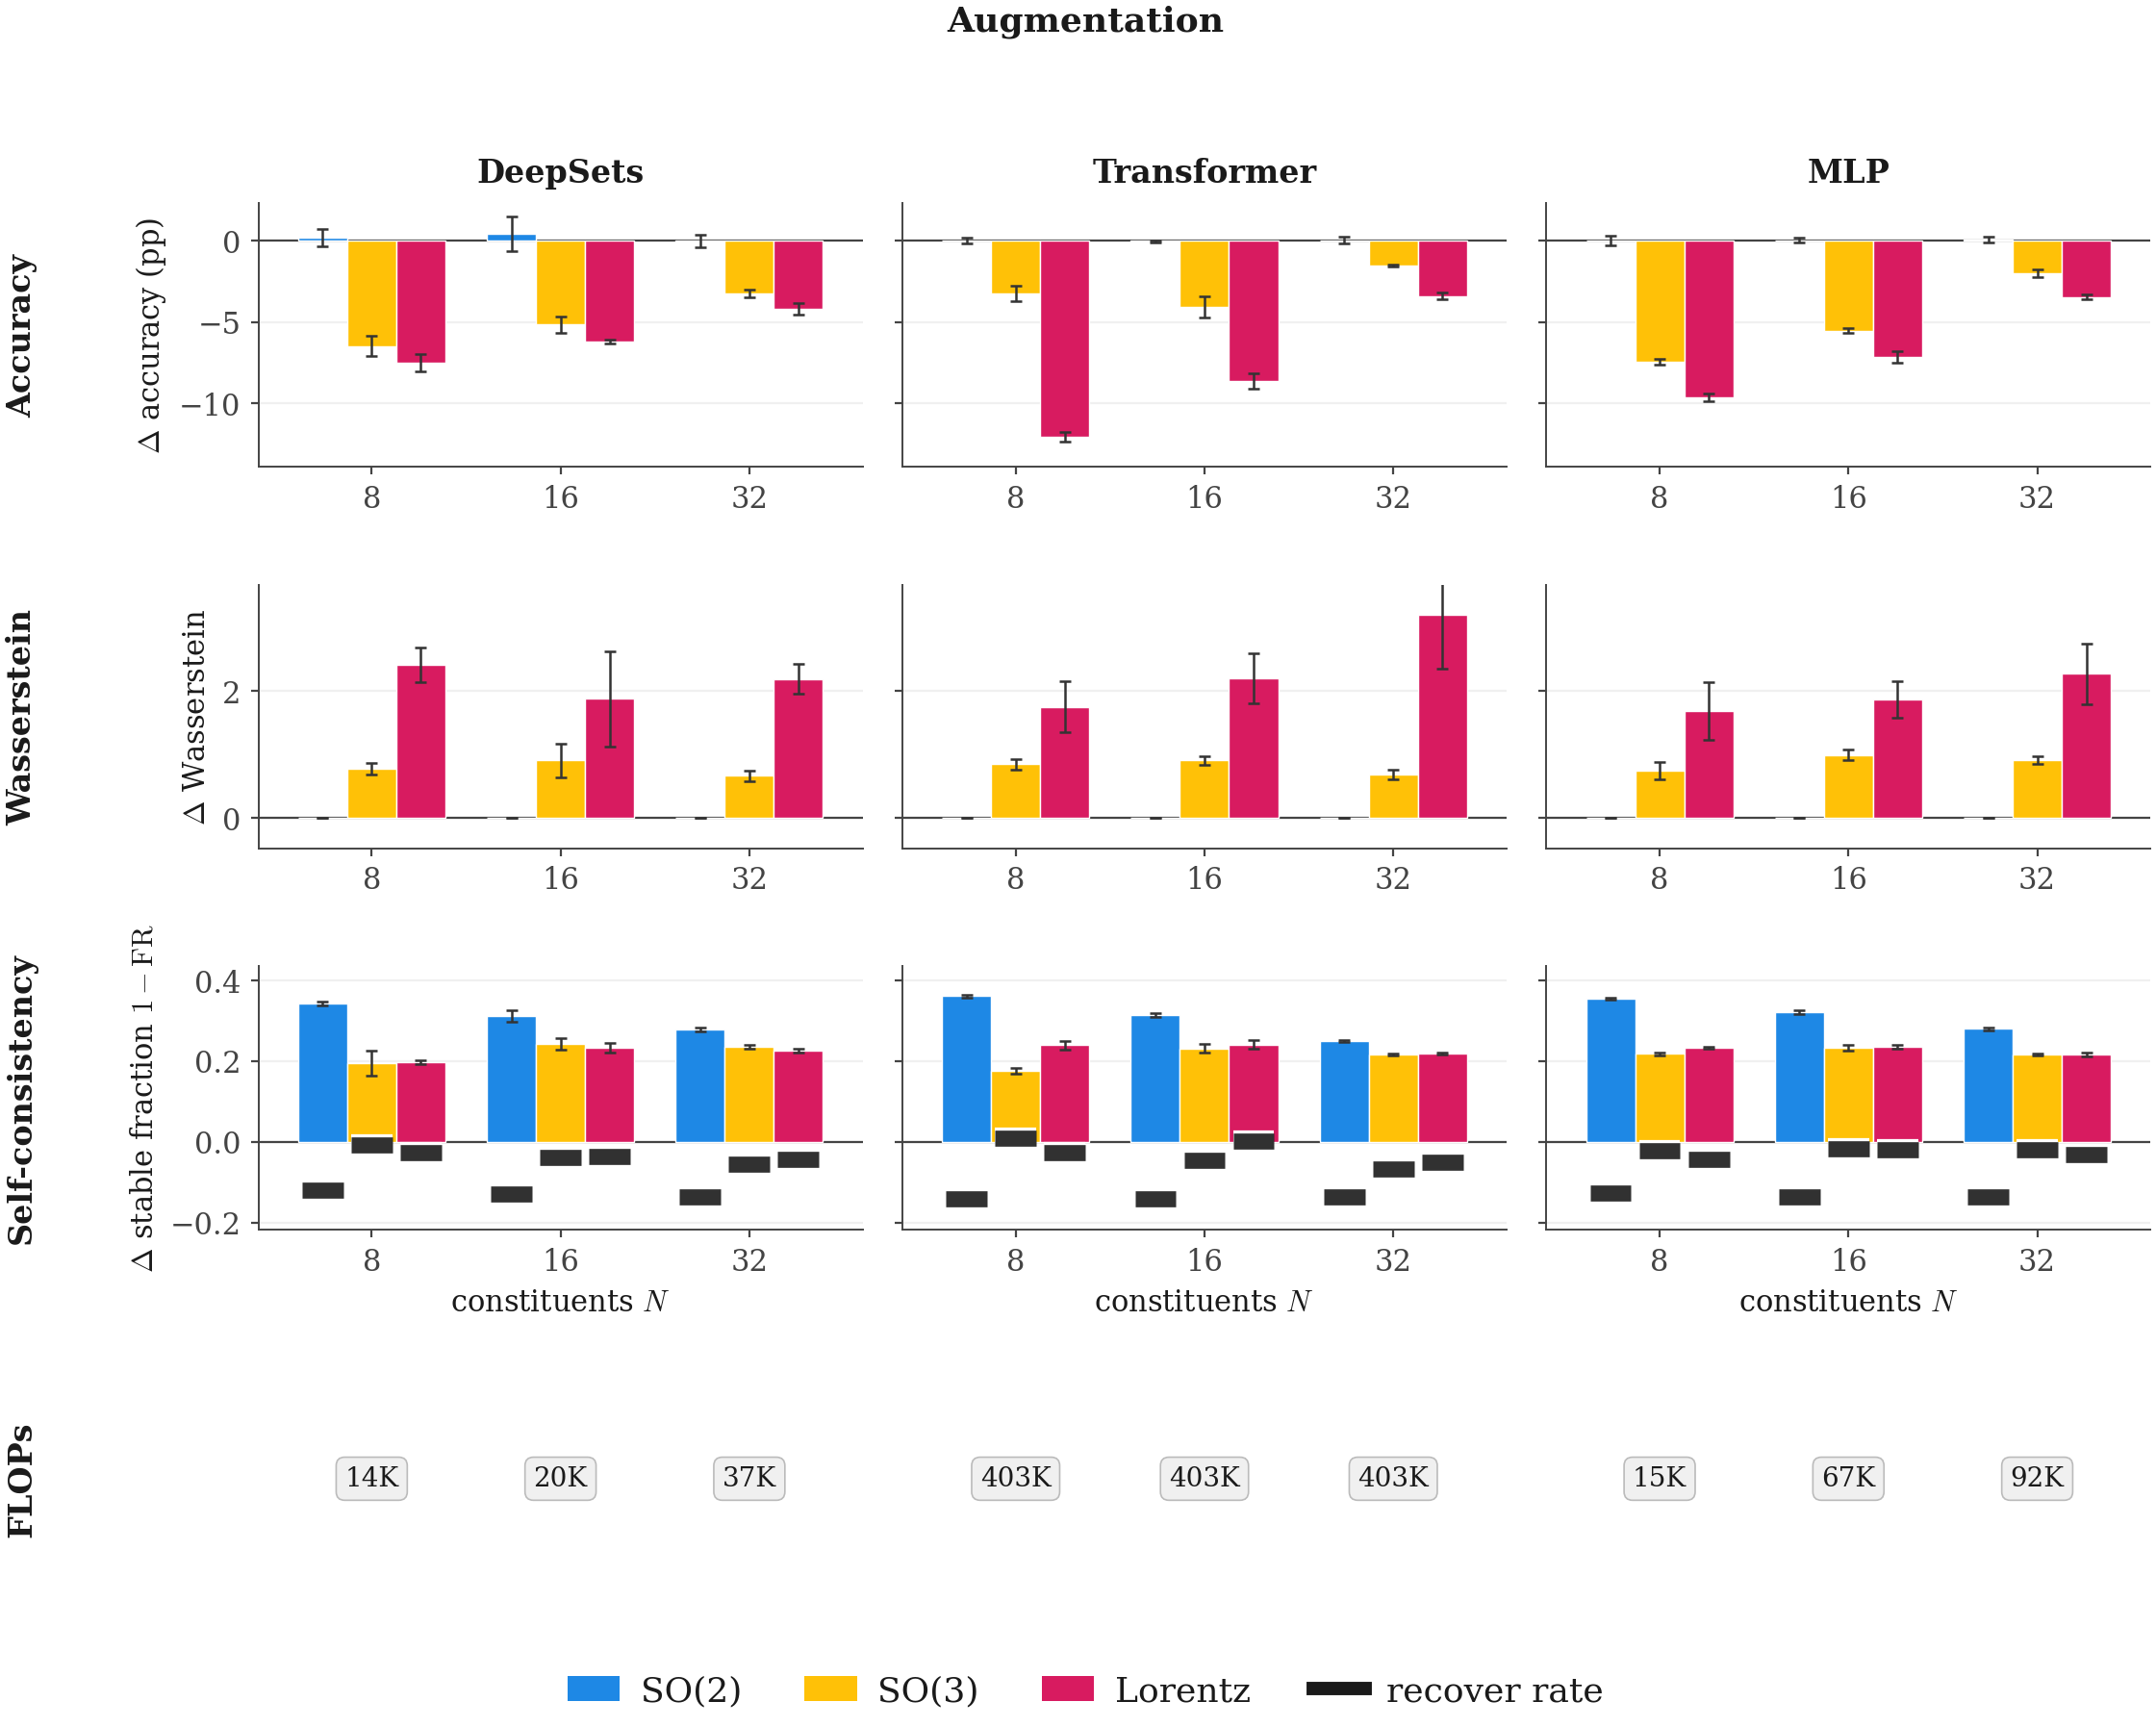 Augmentation
DeepSets
Transformer
MLP
Accuracy
Δ accuracy (pp)
0
−5
−10
8
16
32
8
16
32
8
16
32
Wasserstein
Δ Wasserstein
2
0
8
16
32
8
16
32
8
16
32
Self-consistency
Δ stable fraction 1 − FR
0.4
0.2
0.0
−0.2
8
16
32
8
16
32
8
16
32
constituents N
constituents N
constituents N
FLOPs
14K
20K
37K
403K
403K
403K
15K
67K
92K
SO(2)
SO(3)
Lorentz
recover rate